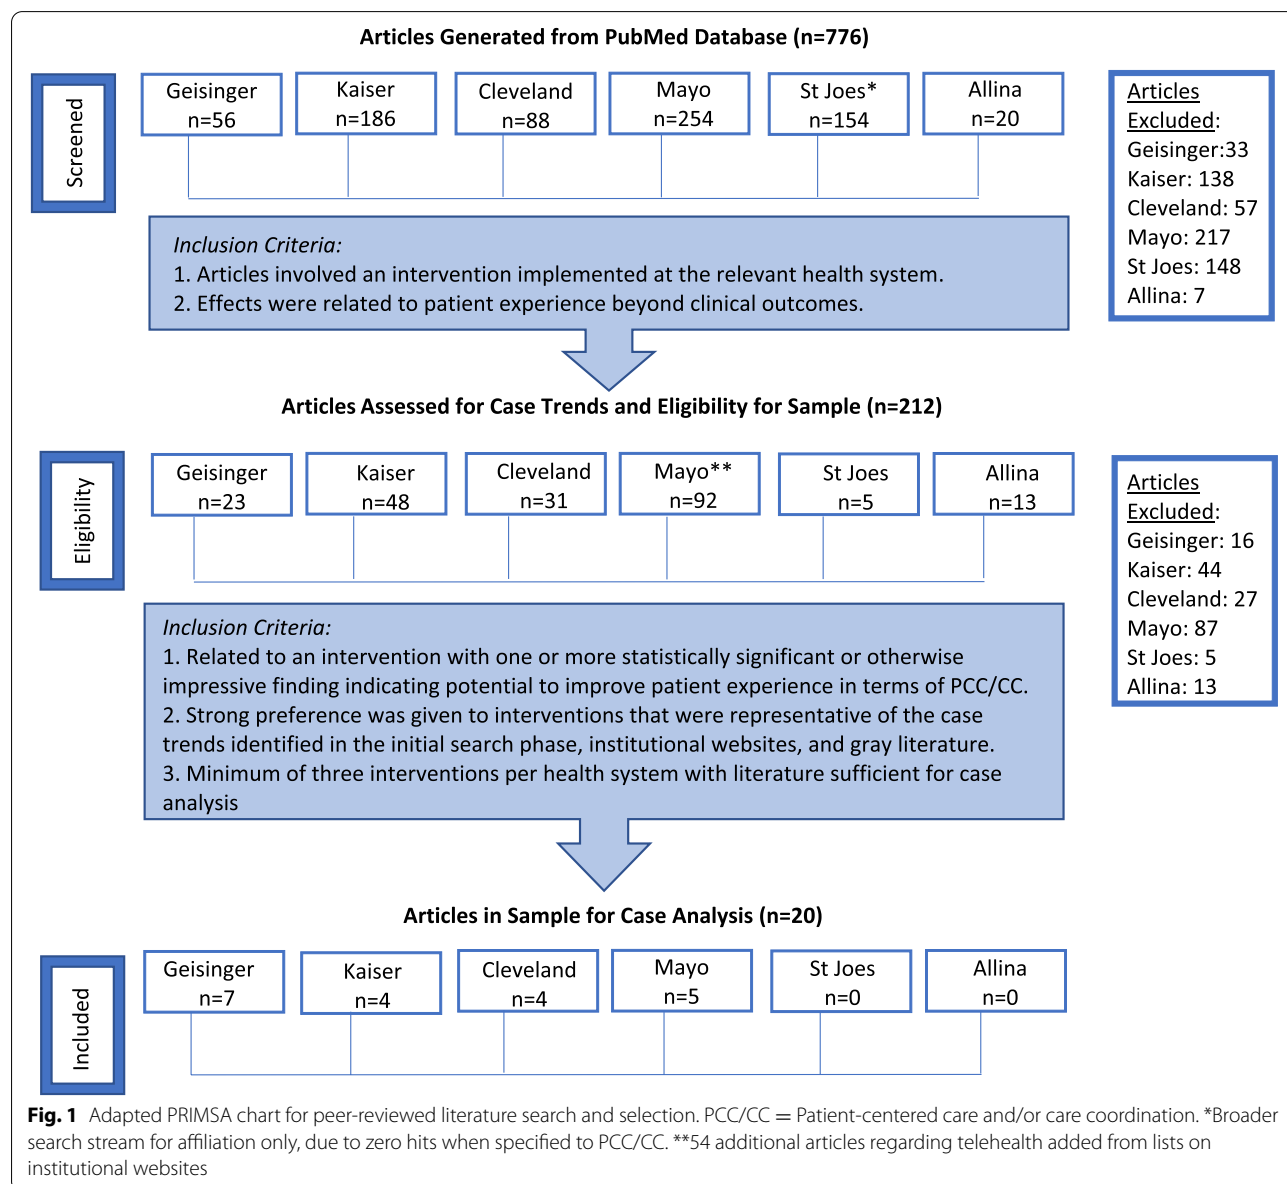 Articles Generated from PubMed Database (n=776)
Screened
Geisinger
n=56
Kaiser
n=186
Cleveland
n=88
Mayo
n=254
St Joes*
n=154
Allina
n=20
Articles
Excluded:
Geisinger:33
Kaiser: 138
Cleveland: 57
Mayo: 217
St Joes: 148
Allina: 7
Inclusion Criteria:
1. Articles involved an intervention implemented at the relevant health system.
2. Effects were related to patient experience beyond clinical outcomes.
Articles Assessed for Case Trends and Eligibility for Sample (n=212)
Eligibility
Geisinger
n=23
Kaiser
n=48
Cleveland
n=31
Mayo**
n=92
St Joes
n=5
Allina
n=13
Articles
Excluded:
Geisinger: 16
Kaiser: 44
Cleveland: 27
Mayo: 87
St Joes: 5
Allina: 13
Inclusion Criteria:
1. Related to an intervention with one or more statistically significant or otherwise
impressive finding indicating potential to improve patient experience in terms of PCC/CC.
2. Strong preference was given to interventions that were representative of the case
trends identified in the initial search phase, institutional websites, and gray literature.
3. Minimum of three interventions per health system with literature sufficient for case
analysis
Articles in Sample for Case Analysis (n=20)
Included
Geisinger
n=7
Kaiser
n=4
Cleveland
n=4
Mayo
n=5
St Joes
n=0
Allina
n=0
Fig. 1 Adapted PRIMSA chart for peer-reviewed literature search and selection. PCC/CC = Patient-centered care and/or care coordination. *Broader
search stream for affiliation only, due to zero hits when specified to PCC/CC. **54 additional articles regarding telehealth added from lists on
institutional websites